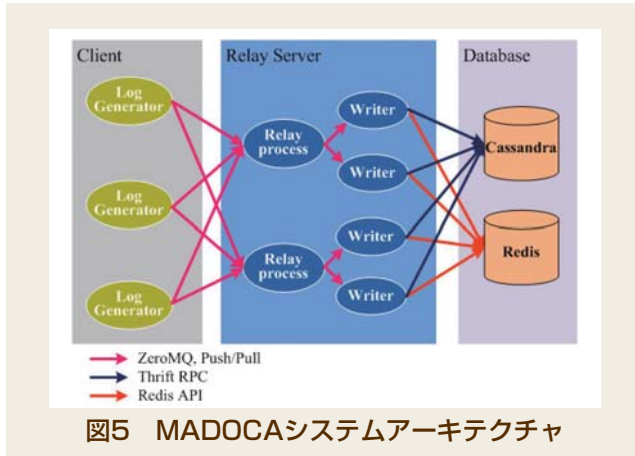 Client
Relay Server
Database
Log
Generator
Log
Generator
Log
Generator
Relay
process
Relay
process
Writer
Writer
Writer
Writer
Cassandra
Redis
ZeroMQ, Push/Pull
Thrift RPC
Redis API
図5 MADOCAシステムアーキテクチャ